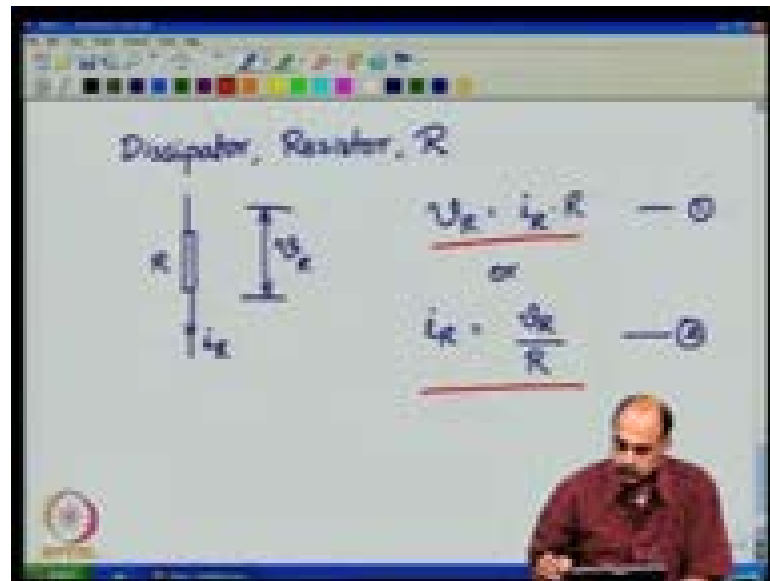 Dissipator, Resistor, R
R
v_R
i_R
v_R = i_R · R — ①
or
i_R = v_R / R — ②